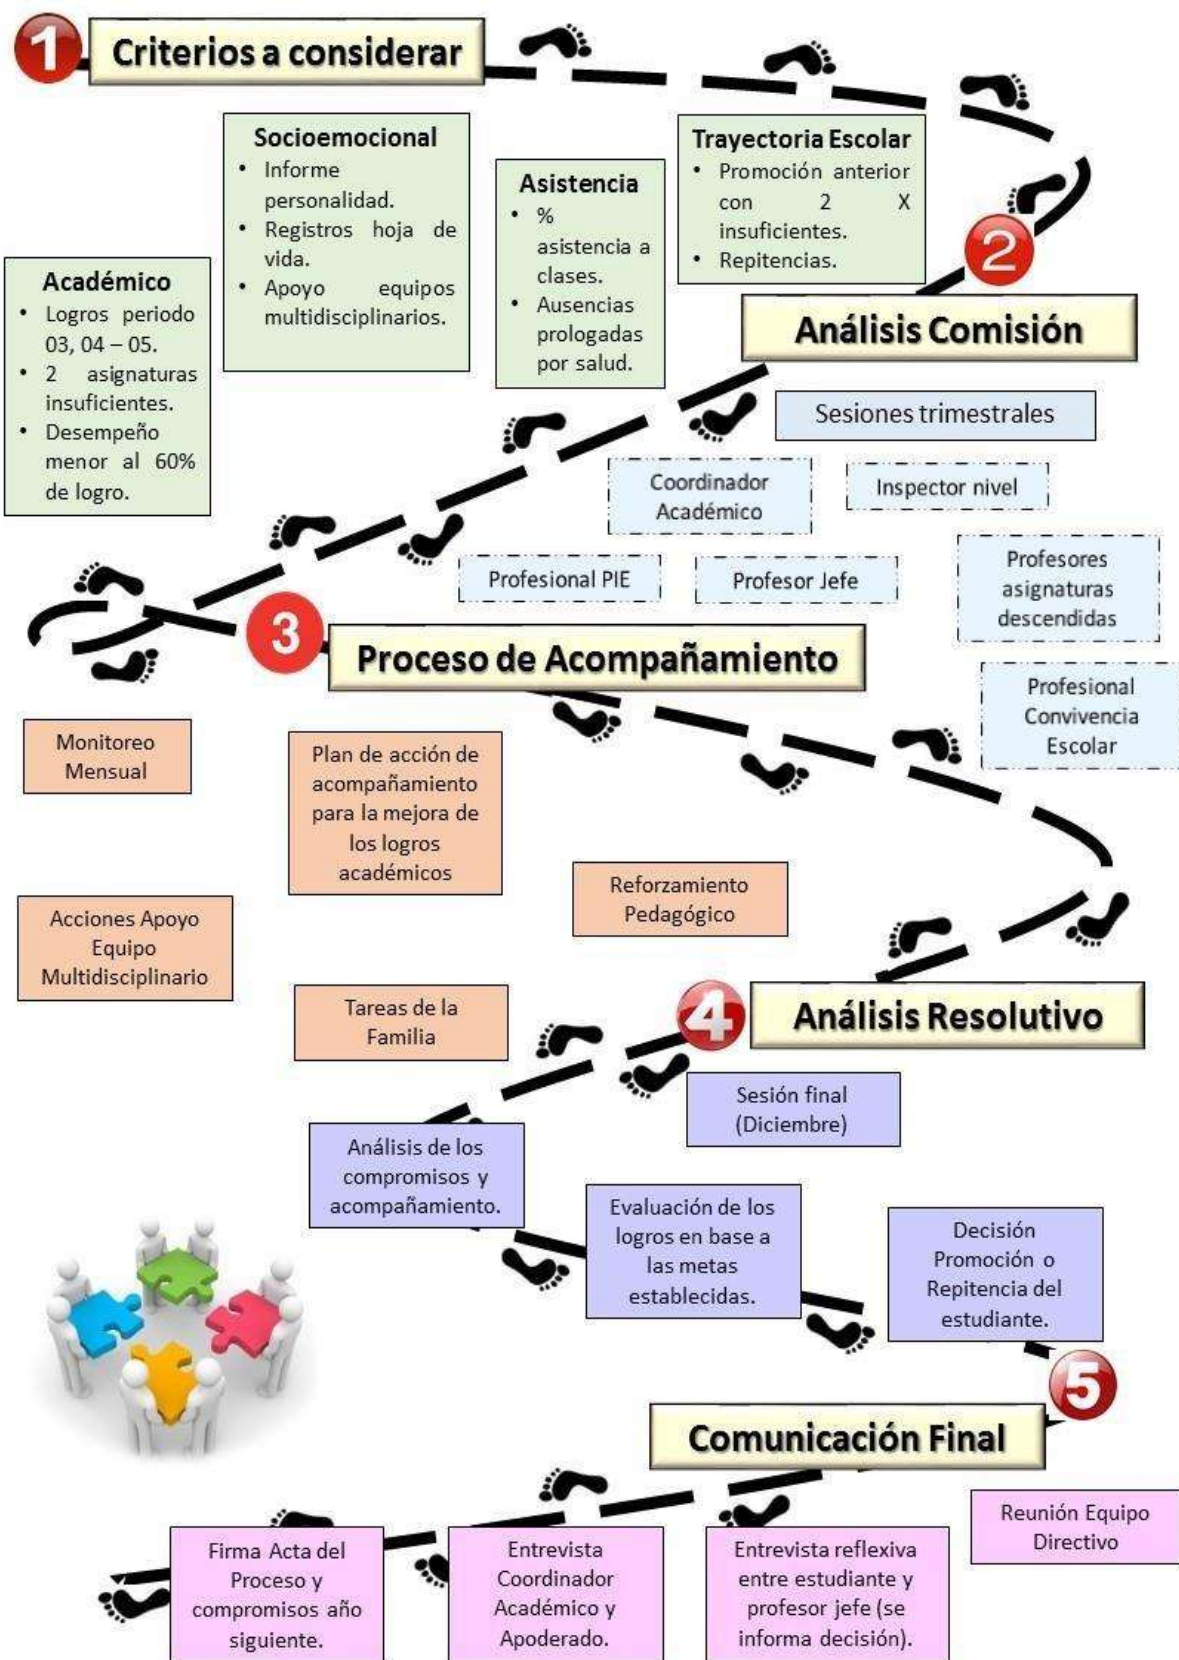 1 Criterios a considerar
Académico
• Logros periodo
03, 04 – 05.
• 2 asignaturas
insuficientes.
• Desempeño
menor al 60%
de logro.
Socioemocional
• Informe
personalidad.
• Registros hoja de
vida.
• Apoyo equipos
multidisciplinarios.
Asistencia
• %
asistencia a
clases.
• Ausencias
prologadas
por salud.
Trayectoria Escolar
• Promoción anterior
con 2 X
insuficientes.
• Repitencias.
2
Análisis Comisión
Sesiones trimestrales
Coordinador
Académico
Inspector nivel
Profesional PIE
Profesor Jefe
Profesores
asignaturas
descendidas
Profesional
Convivencia
Escolar
3
Proceso de Acompañamiento
Monitoreo
Mensual
Plan de acción de
acompañamiento
para la mejora de
los logros
académicos
Reforzamiento
Pedagógico
Acciones Apoyo
Equipo
Multidisciplinario
Tareas de la
Familia
4 Análisis Resolutivo
Sesión final
(Diciembre)
Análisis de los
compromisos y
acompañamiento.
Evaluación de los
logros en base a
las metas
establecidas.
Decisión
Promoción o
Repitencia del
estudiante.
5
Comunicación Final
Reunión Equipo
Directivo
Entrevista reflexiva
entre estudiante y
profesor jefe (se
informa decisión).
Entrevista
Coordinador
Académico y
Apoderado.
Firma Acta del
Proceso y
compromisos año
siguiente.